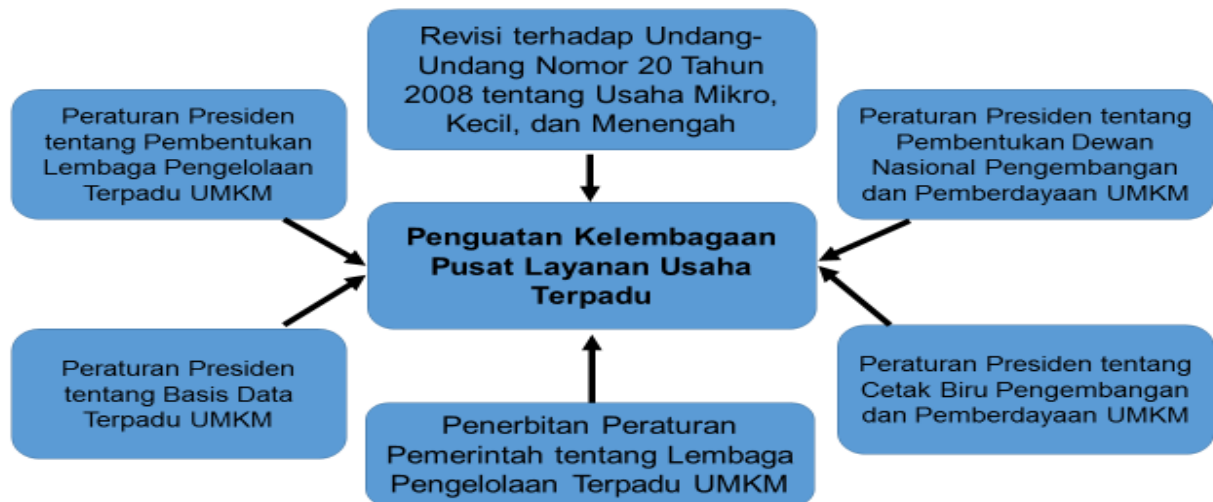 Revisi terhadap Undang-
Undang Nomor 20 Tahun
2008 tentang Usaha Mikro,
Kecil, dan Menengah
Peraturan Presiden
tentang Pembentukan
Lembaga Pengelolaan
Terpadu UMKM
Peraturan Presiden tentang
Pembentukan Dewan
Nasional Pengembangan
dan Pemberdayaan UMKM
Penguatan Kelembagaan
Pusat Layanan Usaha
Terpadu
Peraturan Presiden
tentang Basis Data
Terpadu UMKM
Penerbitan Peraturan
Pemerintah tentang Lembaga
Pengelolaan Terpadu UMKM
Peraturan Presiden tentang
Cetak Biru Pengembangan
dan Pemberdayaan UMKM